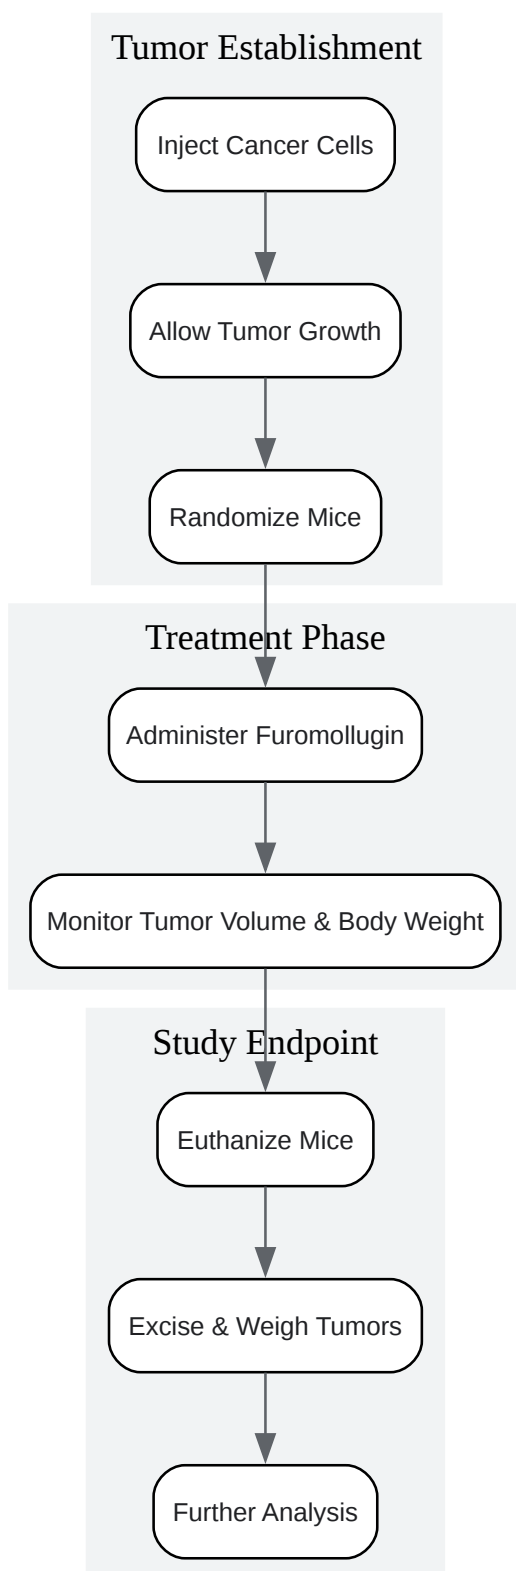 Tumor Establishment
Inject Cancer Cells
Allow Tumor Growth
Randomize Mice
Treatment Phase
Administer Furomollugin
Monitor Tumor Volume & Body Weight
Study Endpoint
Euthanize Mice
Excise & Weigh Tumors
Further Analysis